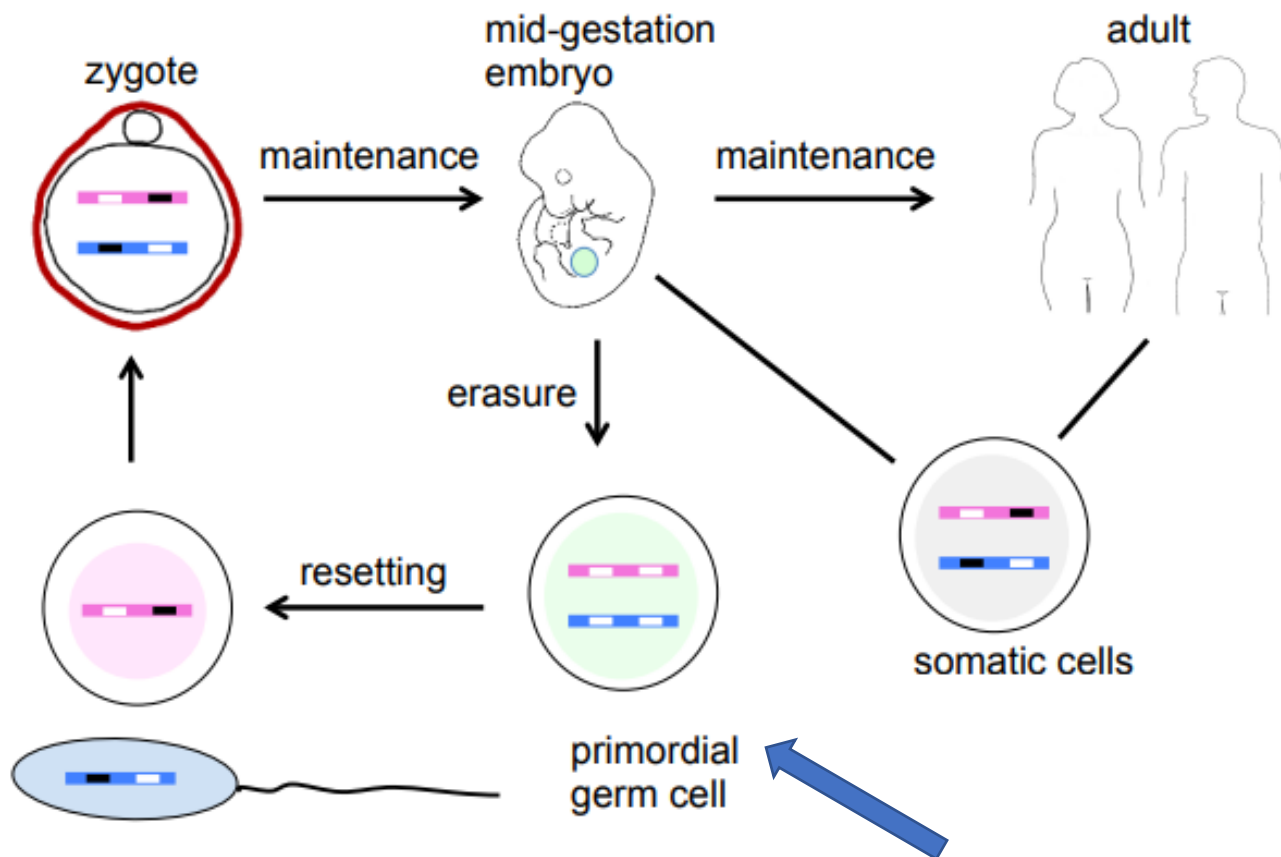 zygote
maintenance
mid-gestation
embryo
maintenance
adult
erasure
resetting
somatic cells
primordial
germ cell